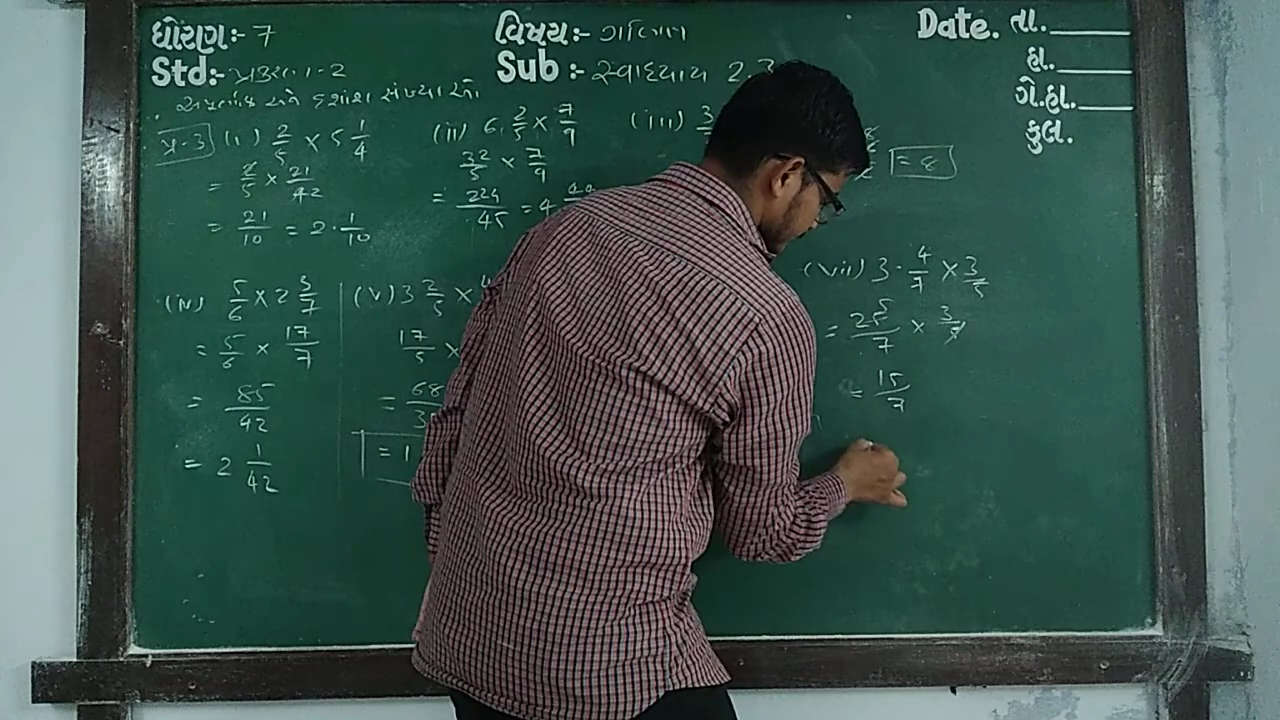 ધોરણ:- 7
વિષય:- ગણિત
Date. તા.
Std:- પ્રકરણ-2
Sub :- સ્વાધ્યાય 2.3
હા.
અપૂર્ણાંક અને દશાંશ સંખ્યાઓ
ગે.હા.
કુલ.
પ્ર-3 (i) 2/5 × 5 1/4
= 2/5 × 21/42
= 21/10 = 2 · 1/10
(ii) 6 · 2/5 × 7/9
32/5 × 7/9
= 224/45 = 4
(iii) 3/
= 8
(iv) 5/6 × 2 3/7
= 5/6 × 17/7
= 85/42
= 2 1/42
(v) 3 2/5 × 4
17/5 ×
= 68/3
= 1
(vii) 3 · 4/7 × 3/5
= 25/7 × 3/5
= 15/7